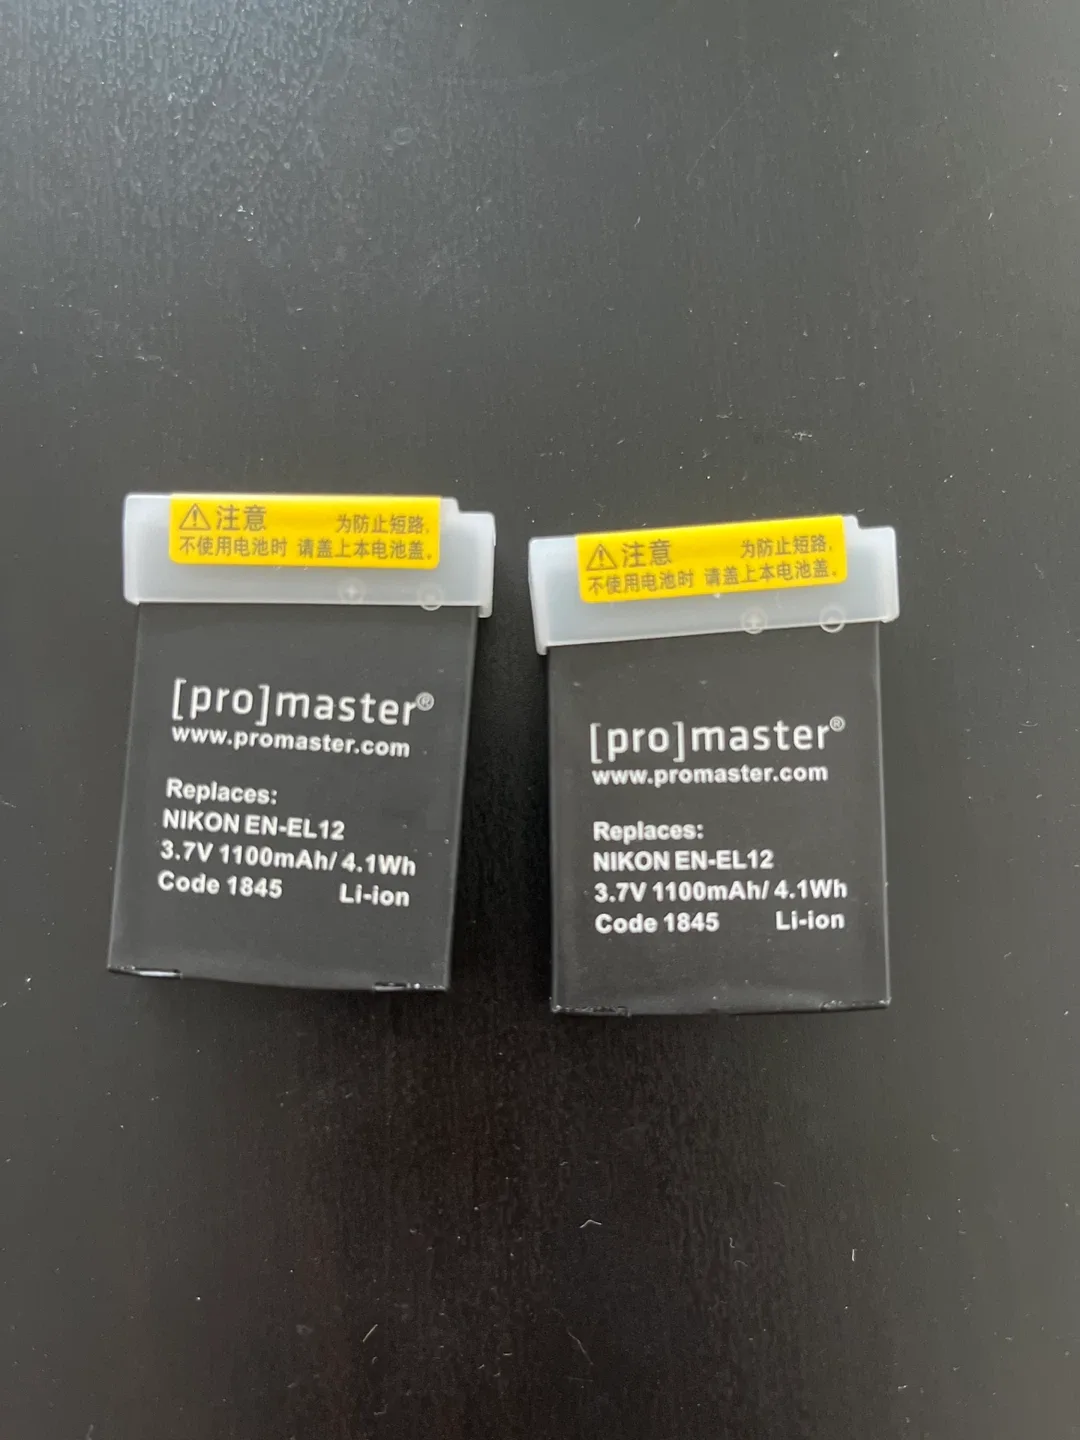 注意 为防止短路,
不使用电池时 请盖上本电池盖。
[pro]master®
www.promaster.com
Replaces:
NIKON EN-EL12
3.7V 1100mAh/ 4.1Wh
Code 1845 Li-ion
注意 为防止短路,
不使用电池时 请盖上本电池盖。
[pro]master®
www.promaster.com
Replaces:
NIKON EN-EL12
3.7V 1100mAh/ 4.1Wh
Code 1845 Li-ion